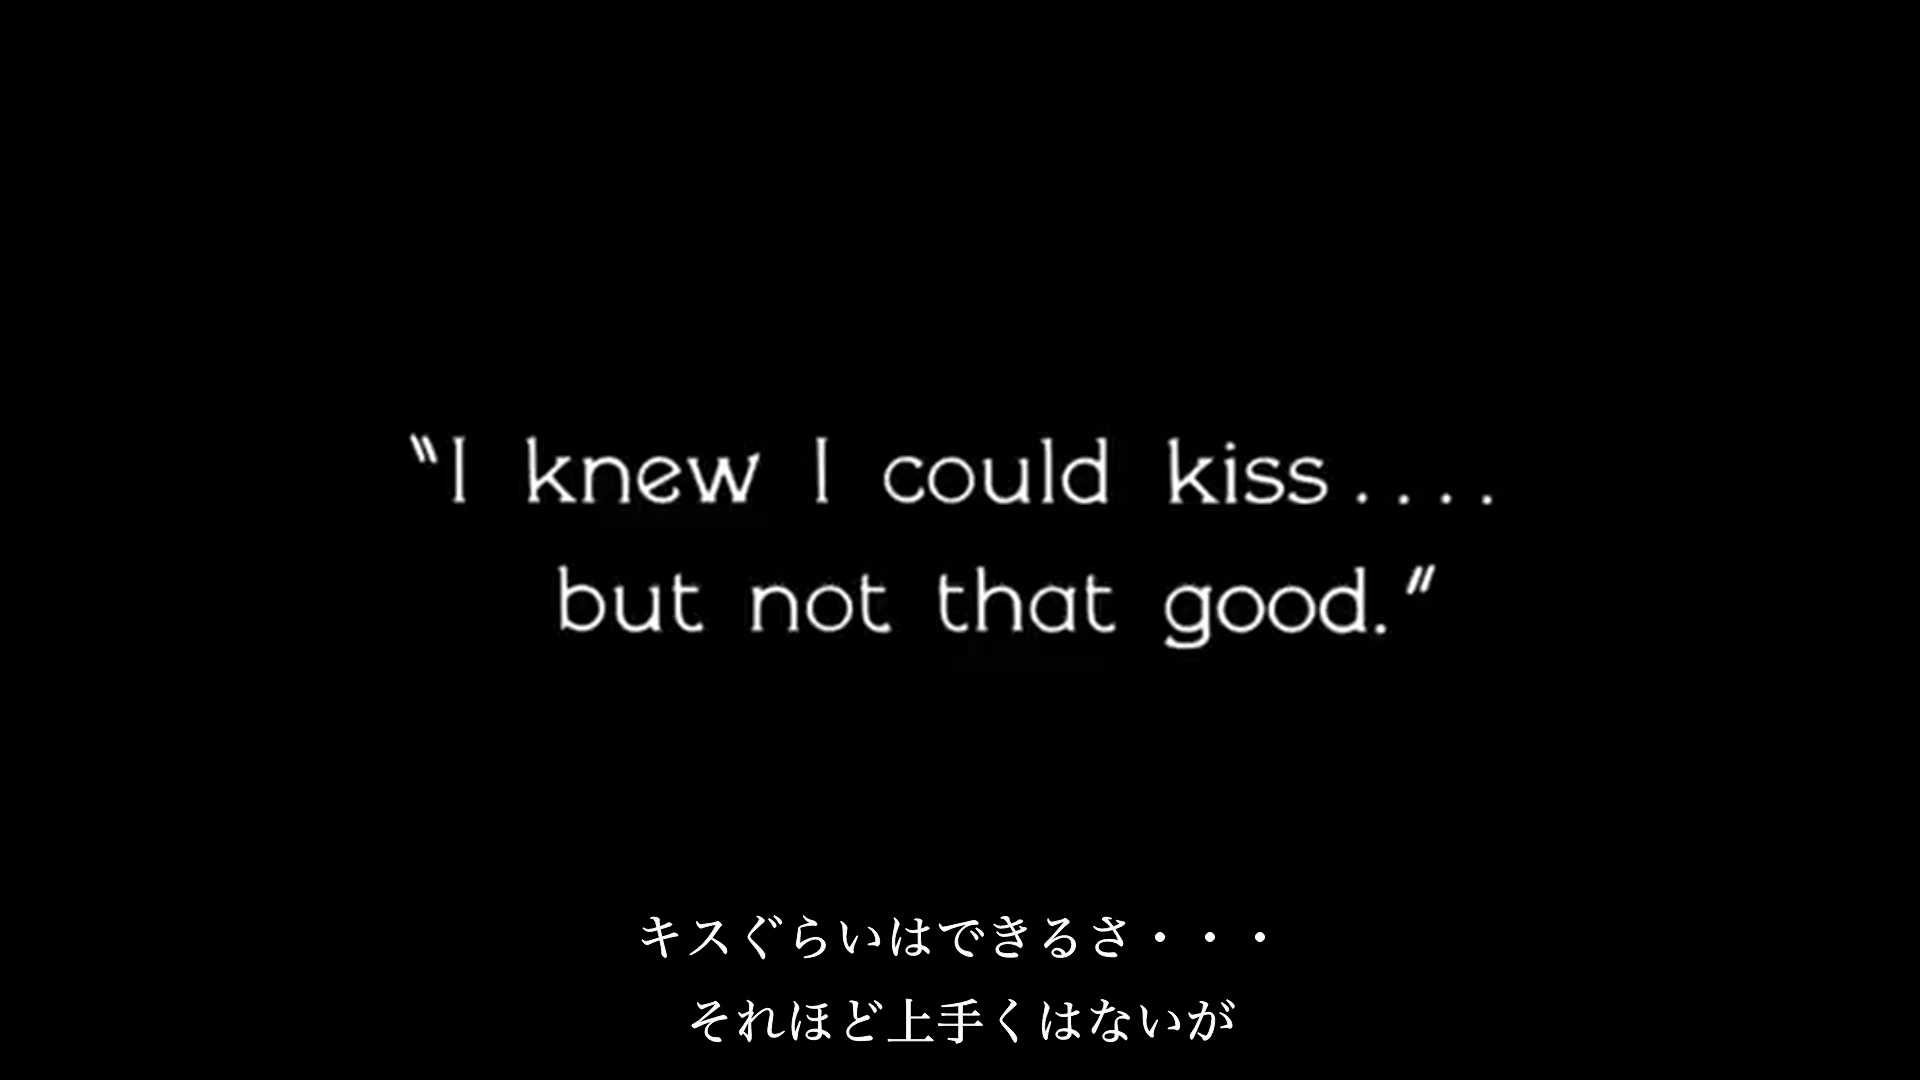 "I knew I could kiss....
but not that good."
キスぐらいはできるさ・・・
それほど上手くはないが